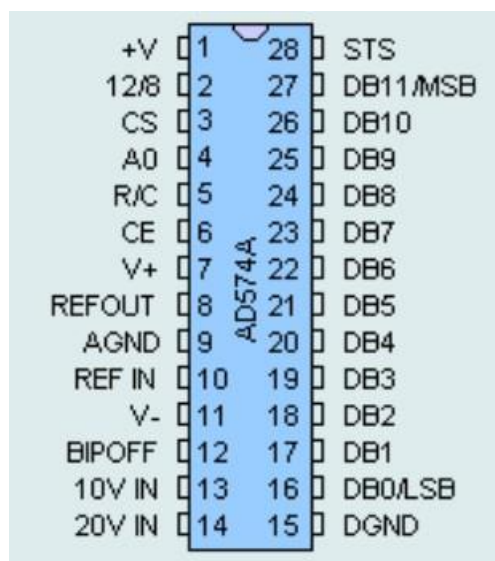 +V 1 28 STS
12/8 2 27 DB11/MSB
CS 3 26 DB10
A0 4 25 DB9
R/C 5 24 DB8
CE 6 23 DB7
V+ 7 22 DB6
REFOUT 8 21 DB5
AGND 9 20 DB4
REF IN 10 19 DB3
V- 11 18 DB2
BIPOFF 12 17 DB1
10V IN 13 16 DB0/LSB
20V IN 14 15 DGND
AD574A